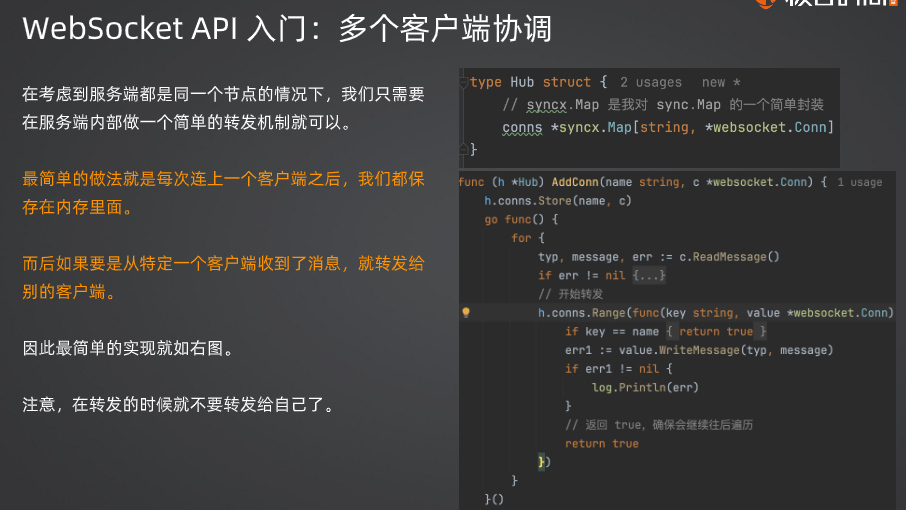 WebSocket API 入门：多个客户端协调
在考虑到服务端都是同一个节点的情况下，我们只需要
在服务端内部做一个简单的转发机制就可以。
最简单的做法就是每次连上一个客户端之后，我们都保
存在内存里面。
而后如果要是从特定一个客户端收到了消息，就转发给
别的客户端。
因此最简单的实现就如右图。
注意，在转发的时候就不要转发给自己了。
type Hub struct { 2 usages new *
// syncx.Map 是我对 sync.Map 的一个简单封装
conns *syncx.Map[string, *websocket.Conn]
}
func (h *Hub) AddConn(name string, c *websocket.Conn) { 1 usage
h.conns.Store(name, c)
go func() {
for {
typ, message, err := c.ReadMessage()
if err != nil {...}
// 开始转发
h.conns.Range(func(key string, value *websocket.Conn)
if key == name { return true }
err1 := value.WriteMessage(typ, message)
if err1 != nil {
log.Println(err)
}
// 返回 true，确保会继续往后遍历
return true
})
}
}()